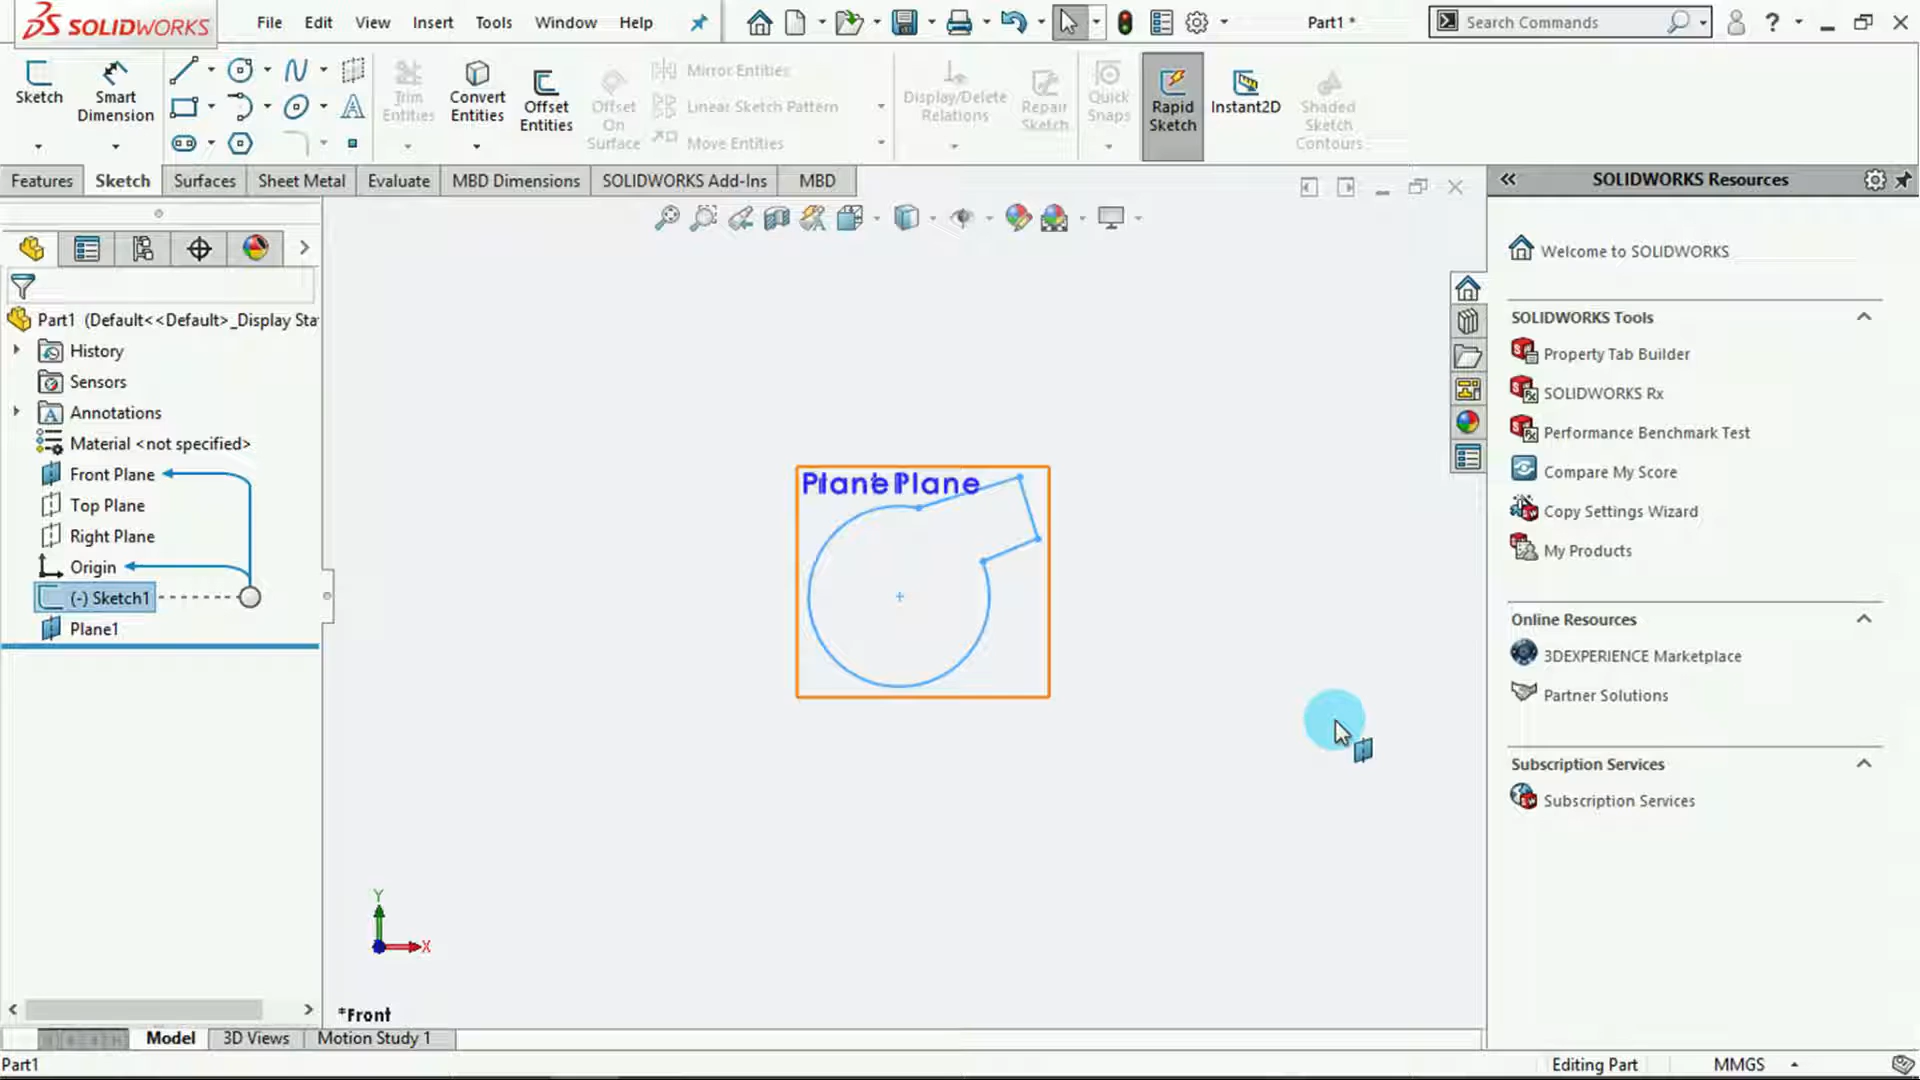 SOLIDWORKS File Edit View Insert Tools Window Help Part1 * Search Commands ?
Sketch Smart Dimension Trim Entities Convert Entities Offset Entities Offset On Surface Mirror Entities Linear Sketch Pattern Move Entities Display/Delete Relations Repair Sketch Quick Snaps Rapid Sketch Instant2D Shaded Sketch Contours
Features Sketch Surfaces Sheet Metal Evaluate MBD Dimensions SOLIDWORKS Add-Ins MBD
SOLIDWORKS Resources
Welcome to SOLIDWORKS
Part1 (Default<<Default>_Display Sta
History
Sensors
Annotations
Material <not specified>
Front Plane
Top Plane
Right Plane
Origin
(-) Sketch1
Plane1
Plane
SOLIDWORKS Tools
Property Tab Builder
SOLIDWORKS Rx
Performance Benchmark Test
Compare My Score
Copy Settings Wizard
My Products
Online Resources
3DEXPERIENCE Marketplace
Partner Solutions
Subscription Services
Subscription Services
Y
X
*Front
Model 3D Views Motion Study 1
Part1 Editing Part MMGS